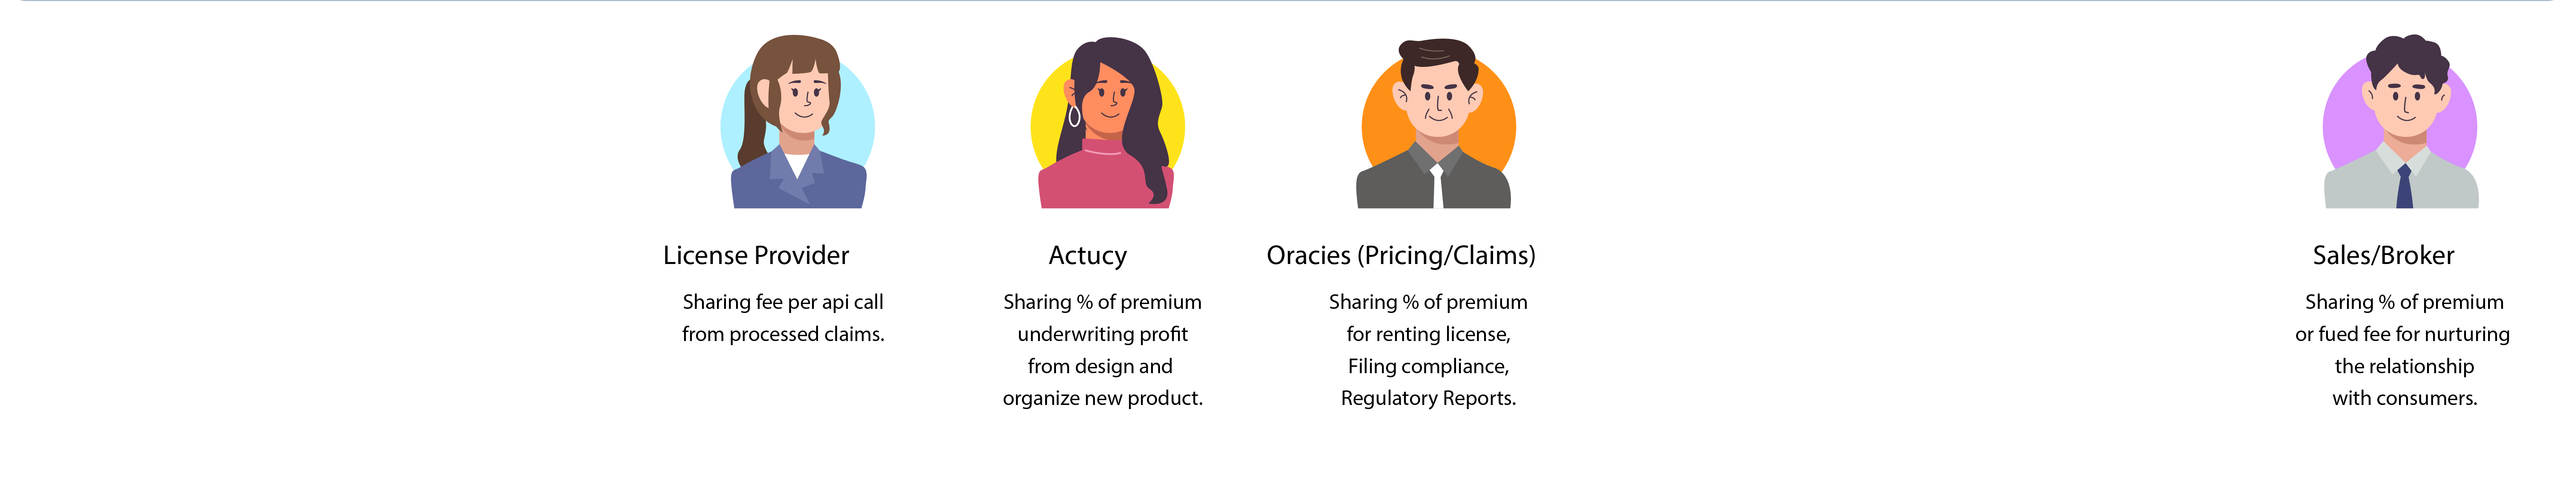 License Provider
Sharing fee per api call
from processed claims.
Actucy
Sharing % of premium
underwriting profit
from design and
organize new product.
Oracies (Pricing/Claims)
Sharing % of premium
for renting license,
Filing compliance,
Regulatory Reports.
Sales/Broker
Sharing % of premium
or fued fee for nurturing
the relationship
with consumers.